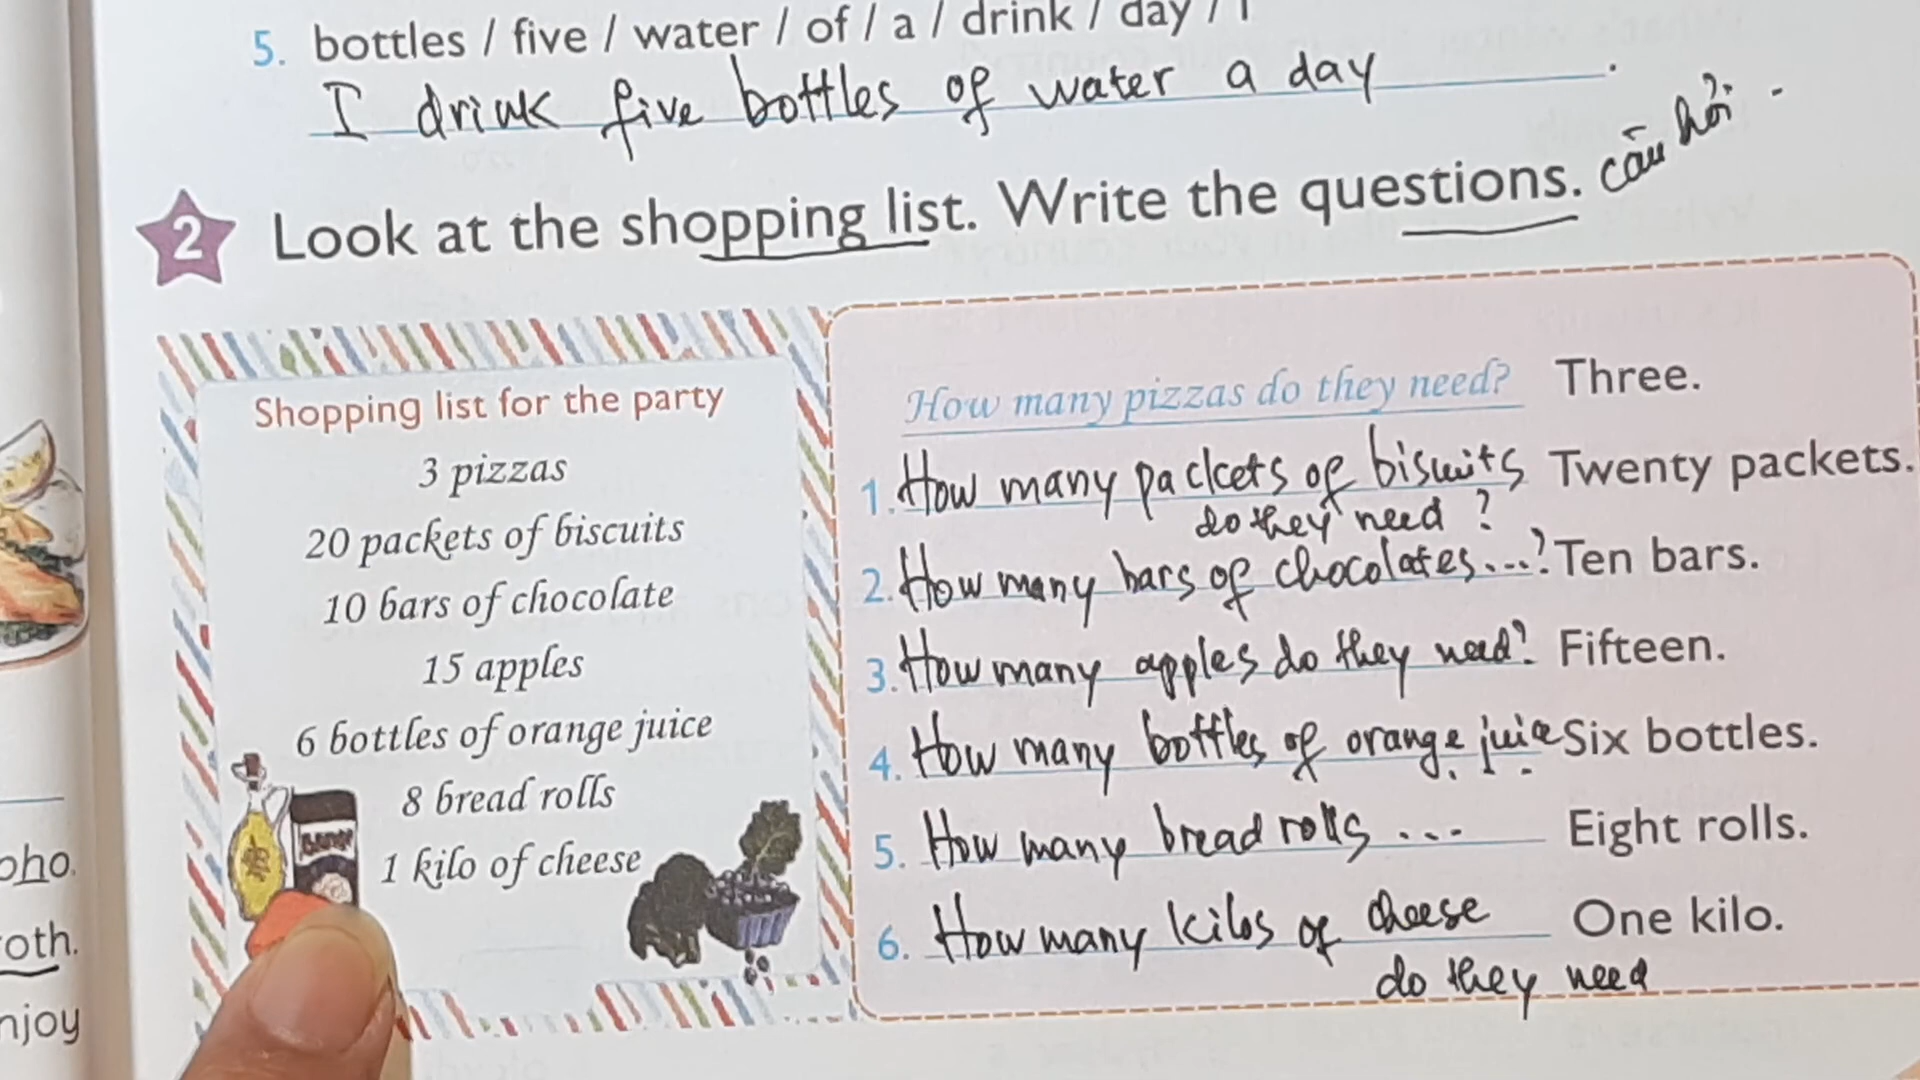 5. bottles / five / water / of / a / drink / day / I
I drink five bottles of water a day .
2 Look at the shopping list. Write the questions. câu hỏi.
Shopping list for the party
3 pizzas
20 packets of biscuits
10 bars of chocolate
15 apples
6 bottles of orange juice
8 bread rolls
1 kilo of cheese
How many pizzas do they need? Three.
1. How many packets of biscuits Twenty packets.
do they need ?
2. How many bars of chocolates...? Ten bars.
3. How many apples do they need? Fifteen.
4. How many bottles of orange juice Six bottles.
...
5. How many bread rolls ... Eight rolls.
6. How many kilos of cheese One kilo.
do they need
pho.
oth.
njoy